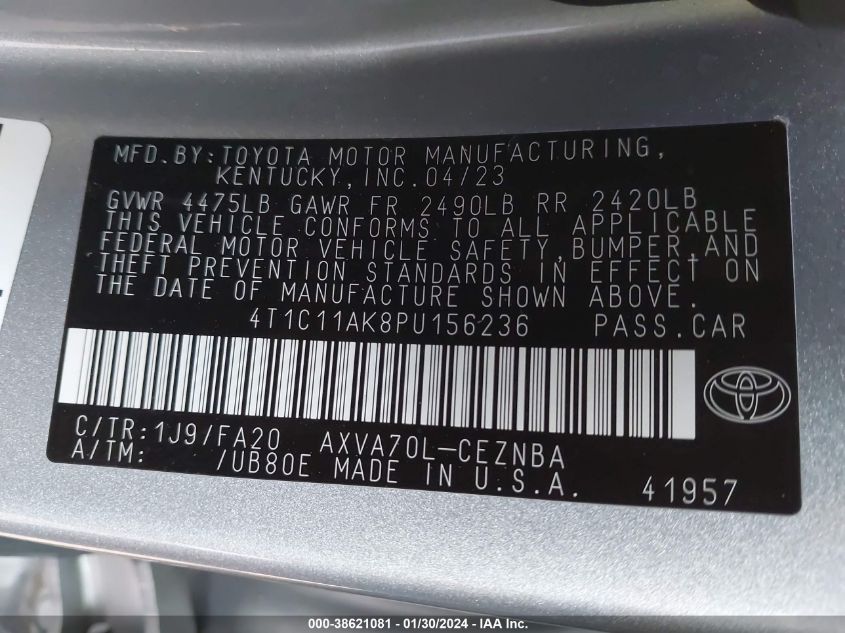 MFD.BY:TOYOTA MOTOR MANUFACTURING,
KENTUCKY,INC.04/23
GVWR 4475LB GAWR FR 2490LB RR 2420LB
THIS VEHICLE CONFORMS TO ALL APPLICABLE
FEDERAL MOTOR VEHICLE SAFETY,BUMPER,AND
THEFT PREVENTION STANDARDS IN EFFECT ON
THE DATE OF MANUFACTURE SHOWN ABOVE.
4T1C11AK8PU156236 PASS.CAR
C/TR:1J9/FA20 AXVA70L-CEZNBA
A/TM: /UB80E MADE IN U.S.A. 41957
000-38621081 - 01/30/2024 - IAA Inc.